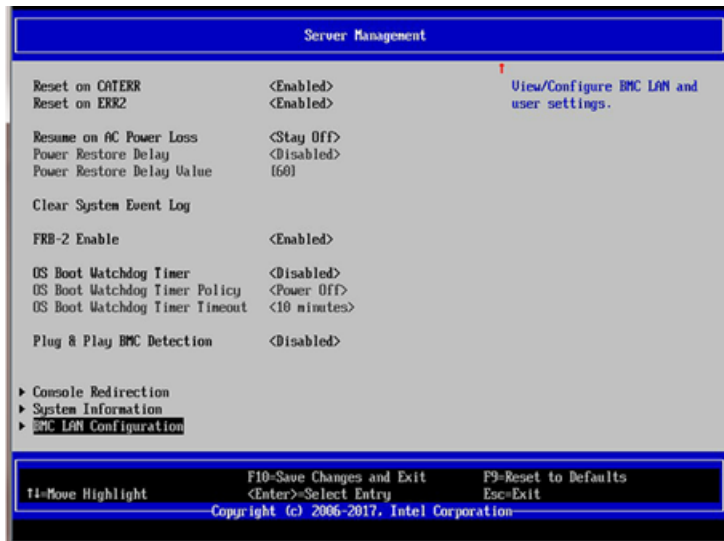 Server Management
Reset on CATERR <Enabled>
Reset on ERR2 <Enabled>
Resume on AC Power Loss <Stay Off>
Power Restore Delay <Disabled>
Power Restore Delay Value [60]
Clear System Event Log
FRB-2 Enable <Enabled>
OS Boot Watchdog Timer <Disabled>
OS Boot Watchdog Timer Policy <Power Off>
OS Boot Watchdog Timer Timeout <10 minutes>
Plug & Play BMC Detection <Disabled>
▶ Console Redirection
▶ System Information
▶ BMC LAN Configuration
↑
View/Configure BMC LAN and
user settings.
F10=Save Changes and Exit F9=Reset to Defaults
↑↓=Move Highlight <Enter>=Select Entry Esc=Exit
Copyright (c) 2006-2017, Intel Corporation